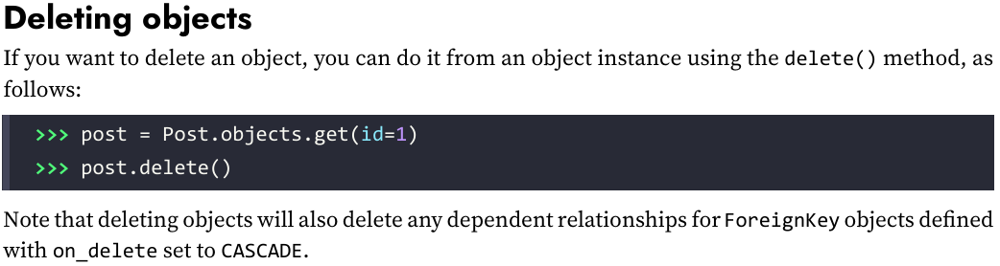 Deleting objects
If you want to delete an object, you can do it from an object instance using the delete() method, as
follows:
>>> post = Post.objects.get(id=1)
>>> post.delete()
Note that deleting objects will also delete any dependent relationships for ForeignKey objects defined
with on_delete set to CASCADE.